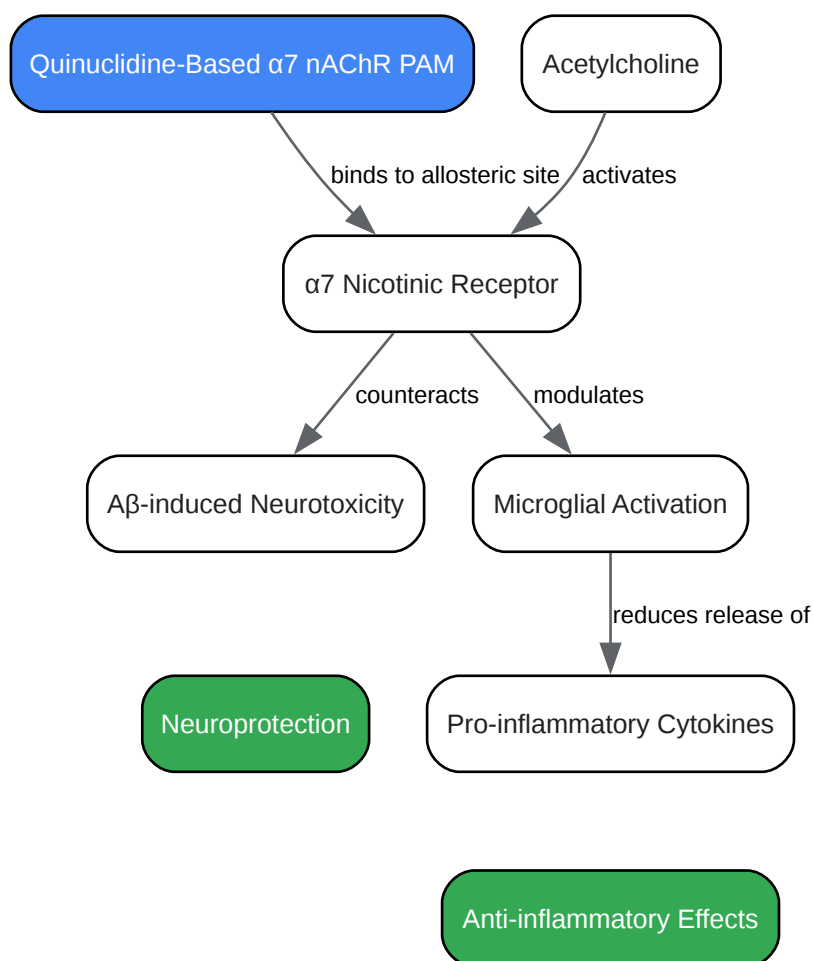 Quinuclidine-Based α7 nAChR PAM
Acetylcholine
binds to allosteric site
activates
α7 Nicotinic Receptor
counteracts
modulates
Aβ-induced Neurotoxicity
Microglial Activation
reduces release of
Neuroprotection
Pro-inflammatory Cytokines
Anti-inflammatory Effects